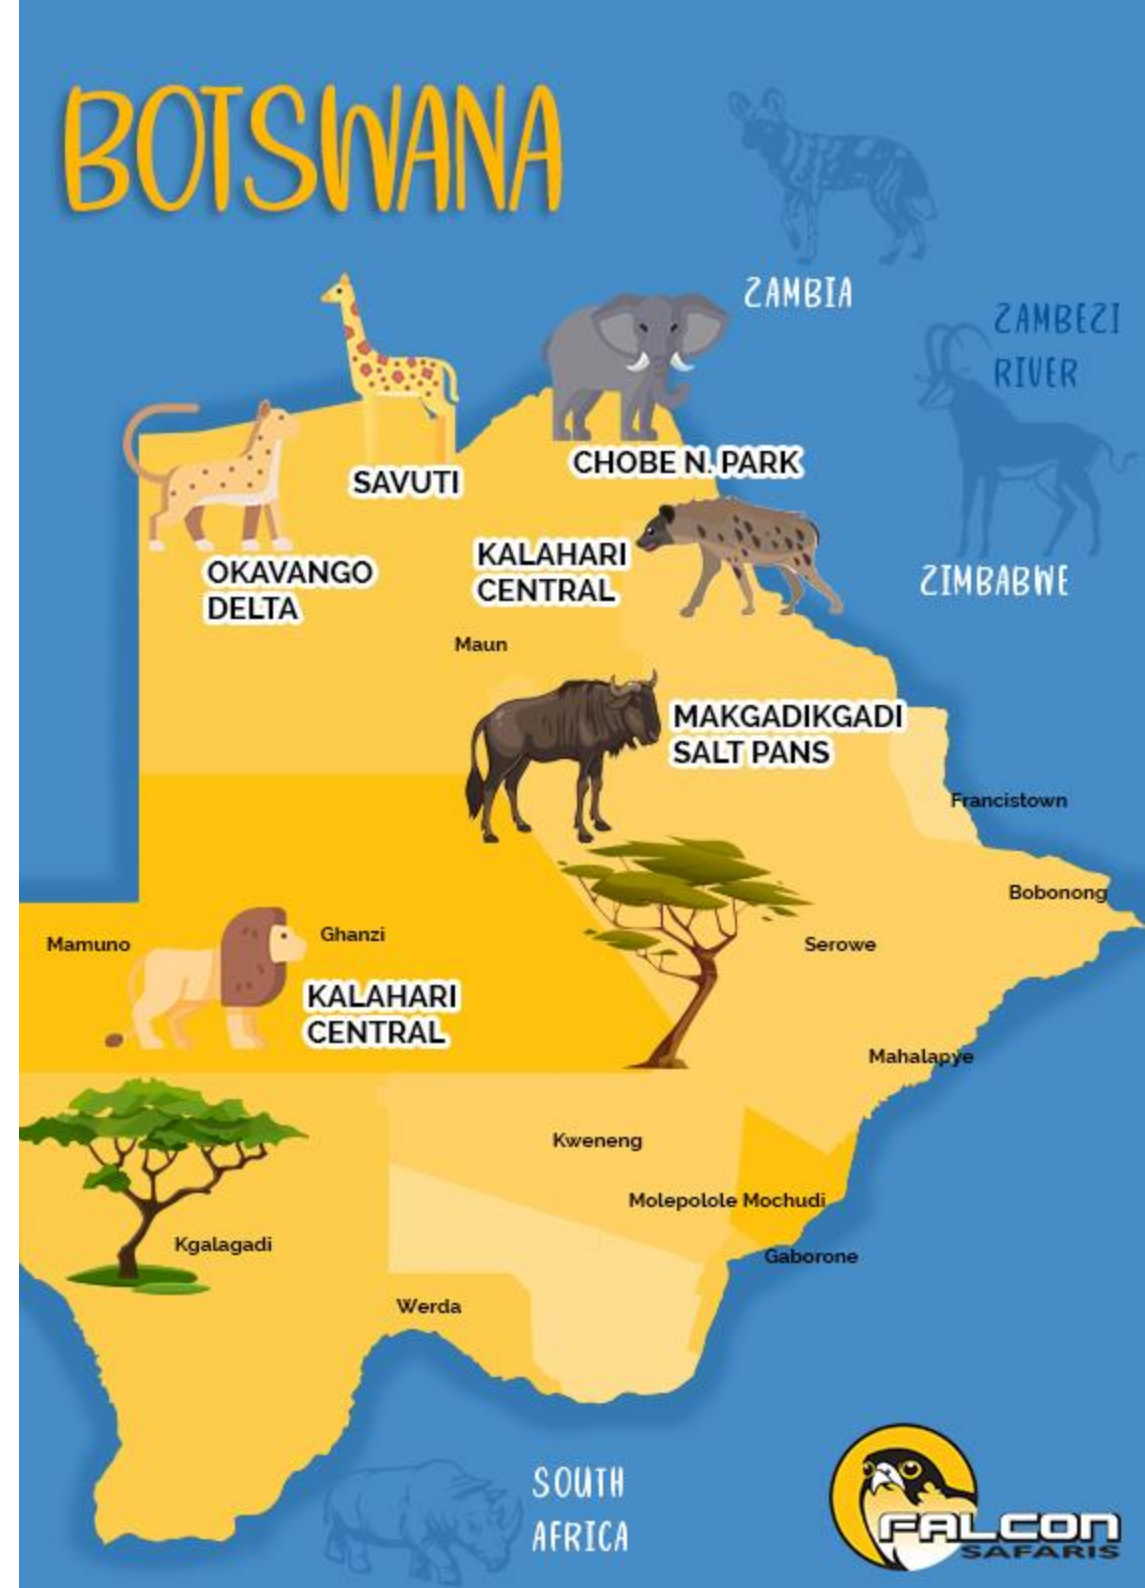 BOTSWANA
ZAMBIA
ZAMBEZI
RIVER
CHOBE N. PARK
SAVUTI
KALAHARI
CENTRAL
OKAVANGO
DELTA
ZIMBABWE
Maun
MAKGADIKGADI
SALT PANS
Francistown
Bobonong
Mamuno
Ghanzi
Serowe
KALAHARI
CENTRAL
Mahalapye
Kweneng
Molepolole Mochudi
Kgalagadi
Gaborone
Werda
SOUTH
AFRICA
FALCON
SAFARIS